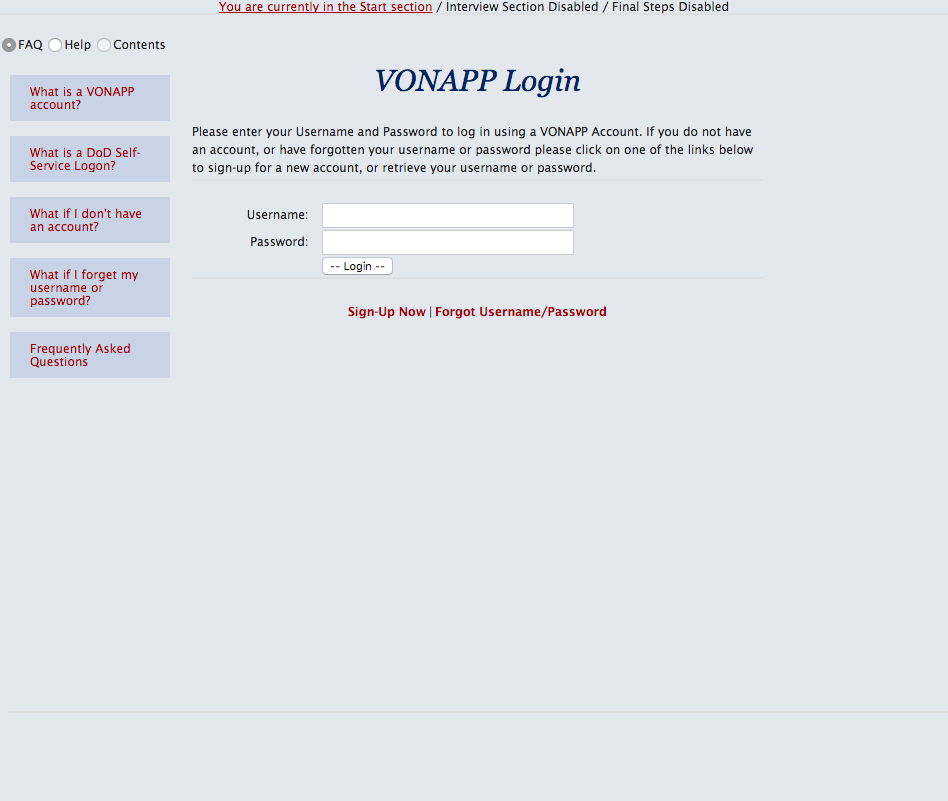 You are currently in the Start section / Interview Section Disabled / Final Steps Disabled
FAQ Help Contents
What is a VONAPP
account?
What is a DoD Self-
Service Logon?
What if I don't have
an account?
What if I forget my
username or
password?
Frequently Asked
Questions
VONAPP Login
Please enter your Username and Password to log in using a VONAPP Account. If you do not have
an account, or have forgotten your username or password please click on one of the links below
to sign-up for a new account, or retrieve your username or password.
Username:
Password:
-- Login --
Sign-Up Now | Forgot Username/Password